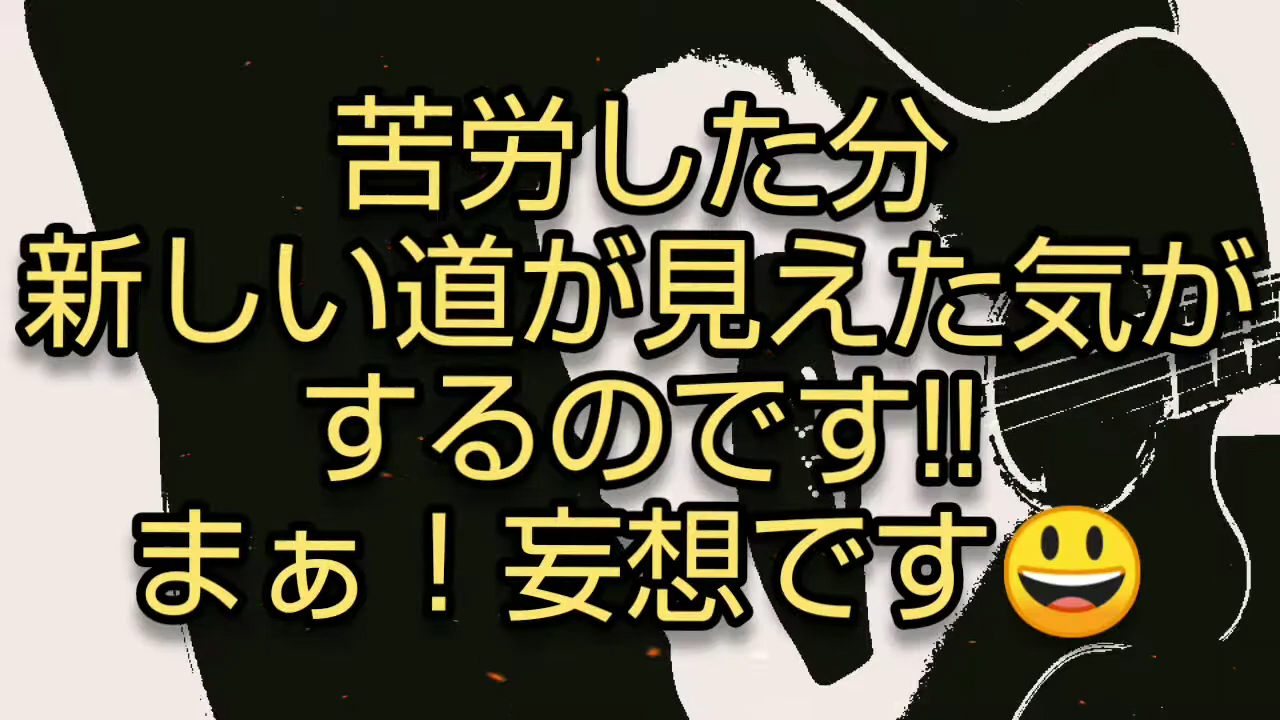 苦労した分
新しい道が見えた気が
するのです‼
まぁ！妄想です😃